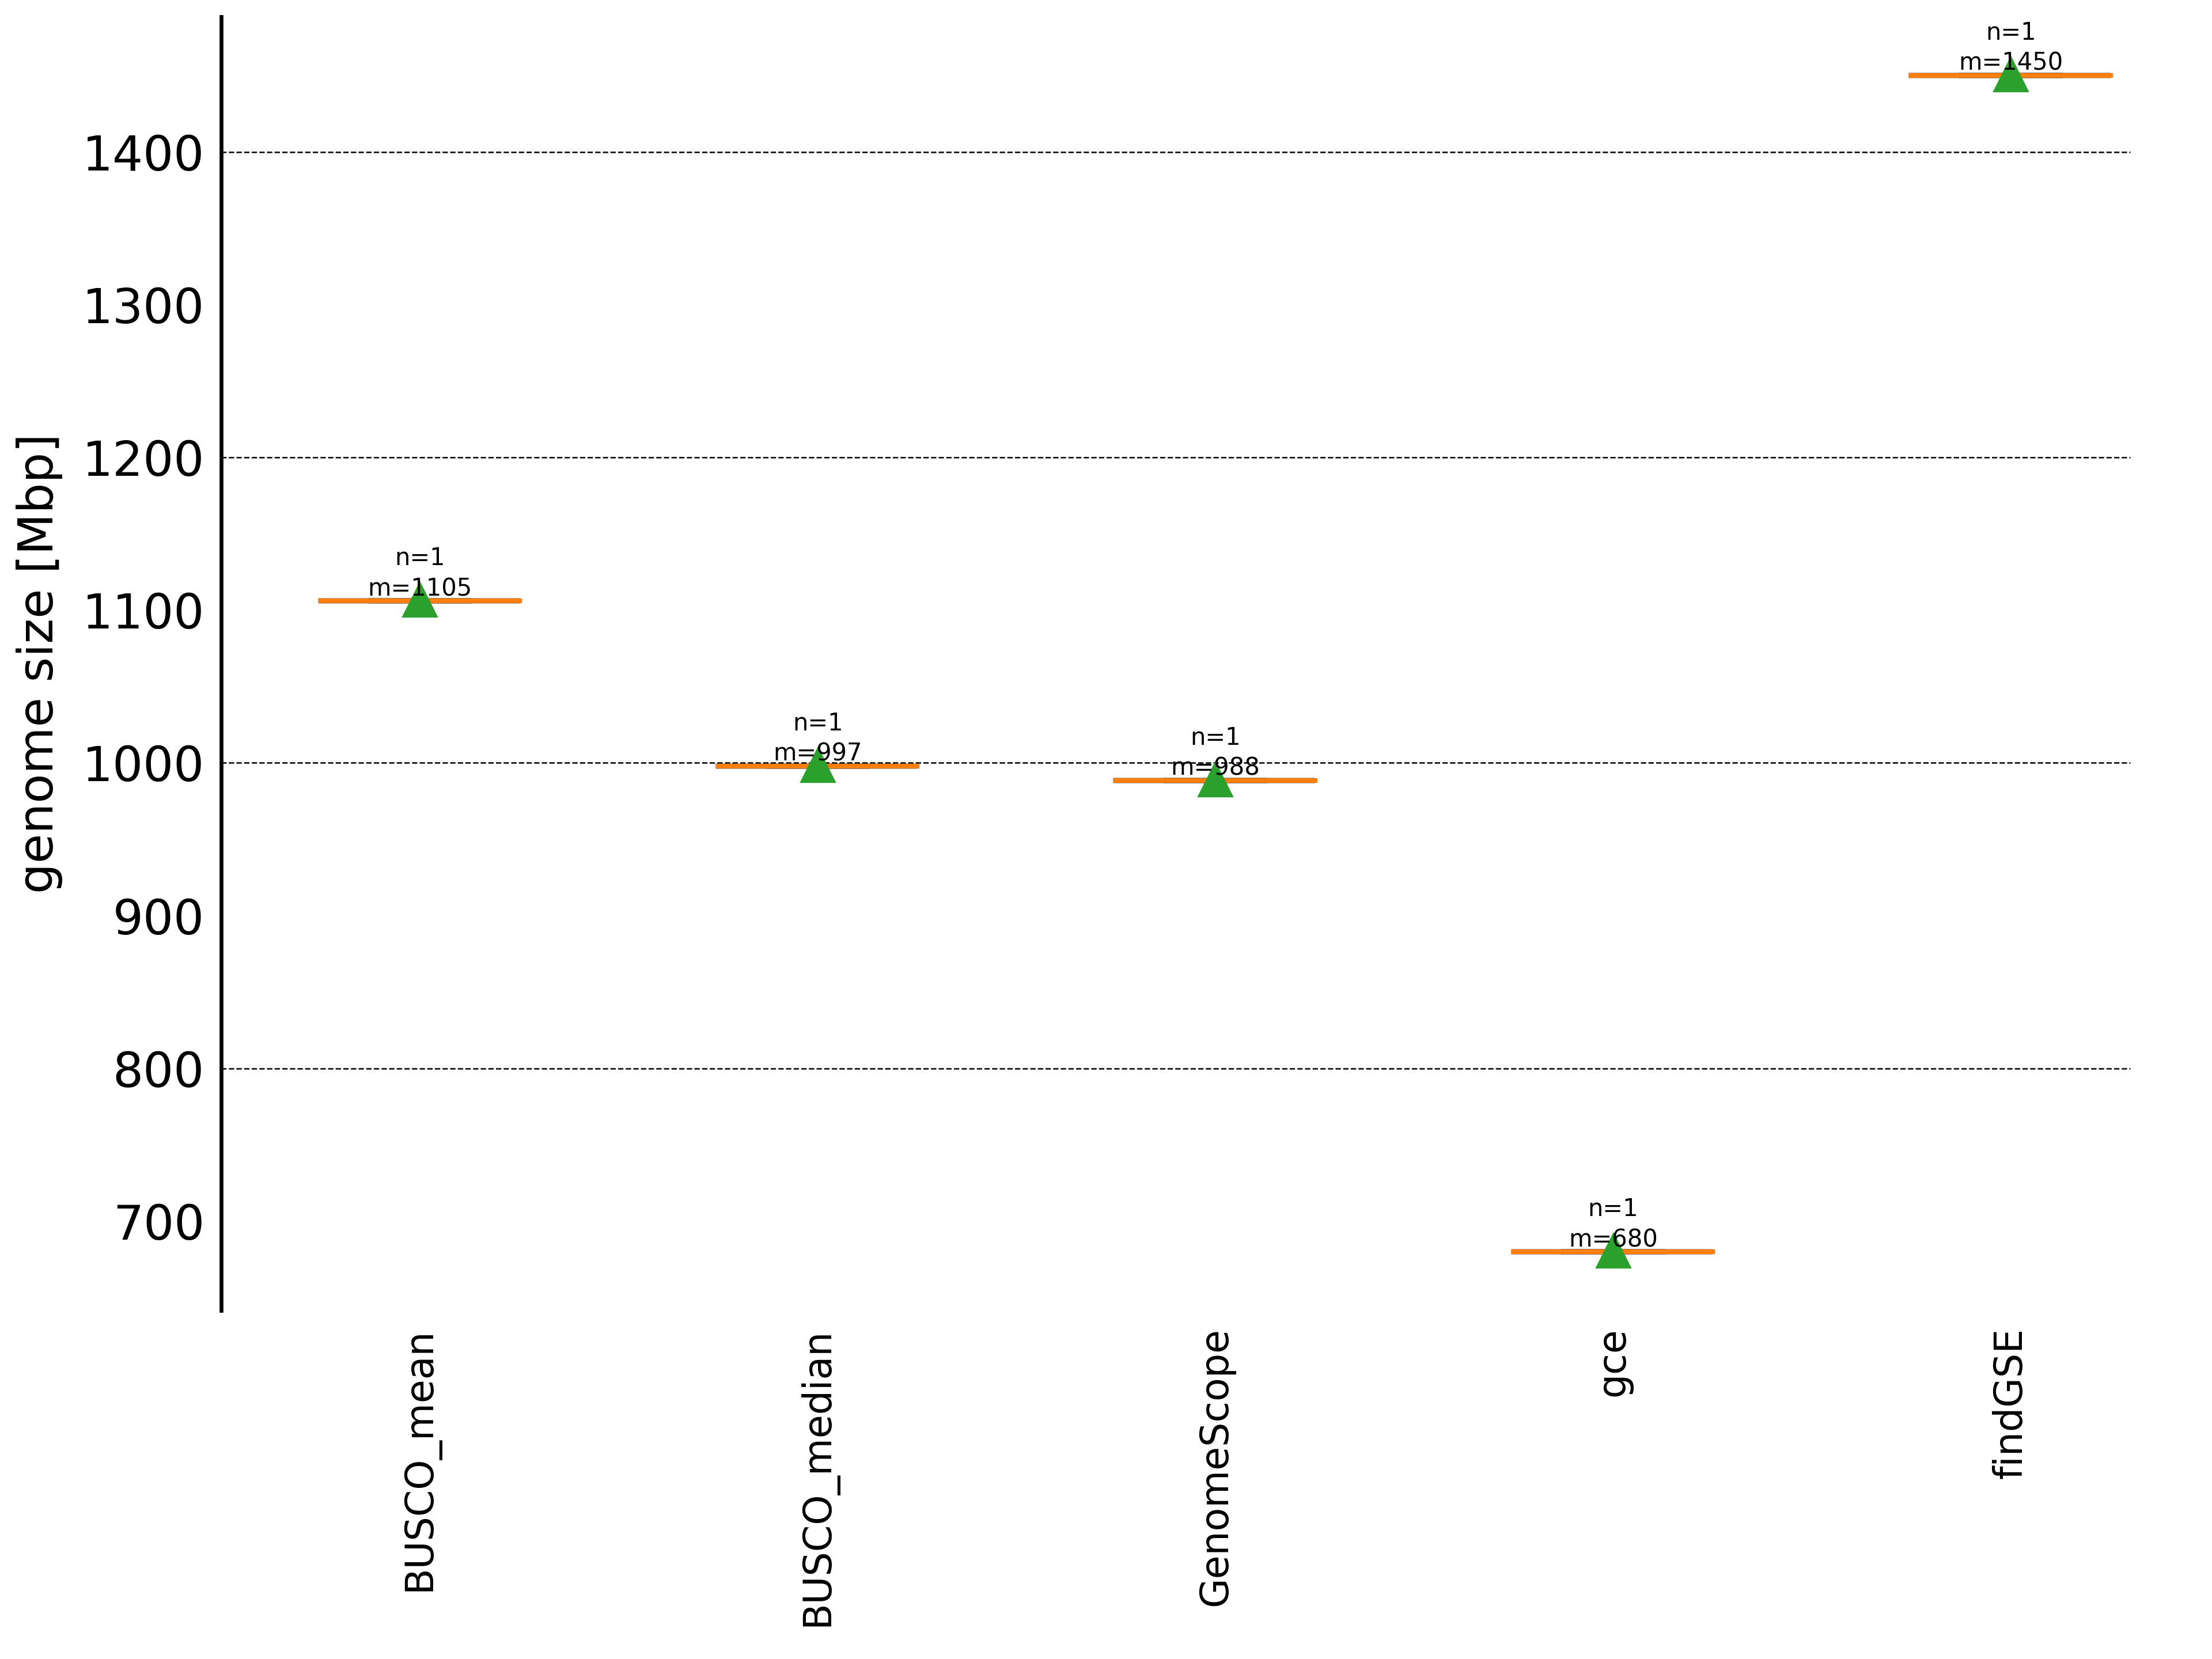 genome size [Mbp]
1400
1300
1200
1100
1000
900
800
700
n=1
m=1105
n=1
m=997
n=1
m=988
n=1
m=680
n=1
m=1450
BUSCO_mean
BUSCO_median
GenomeScope
gce
findGSE